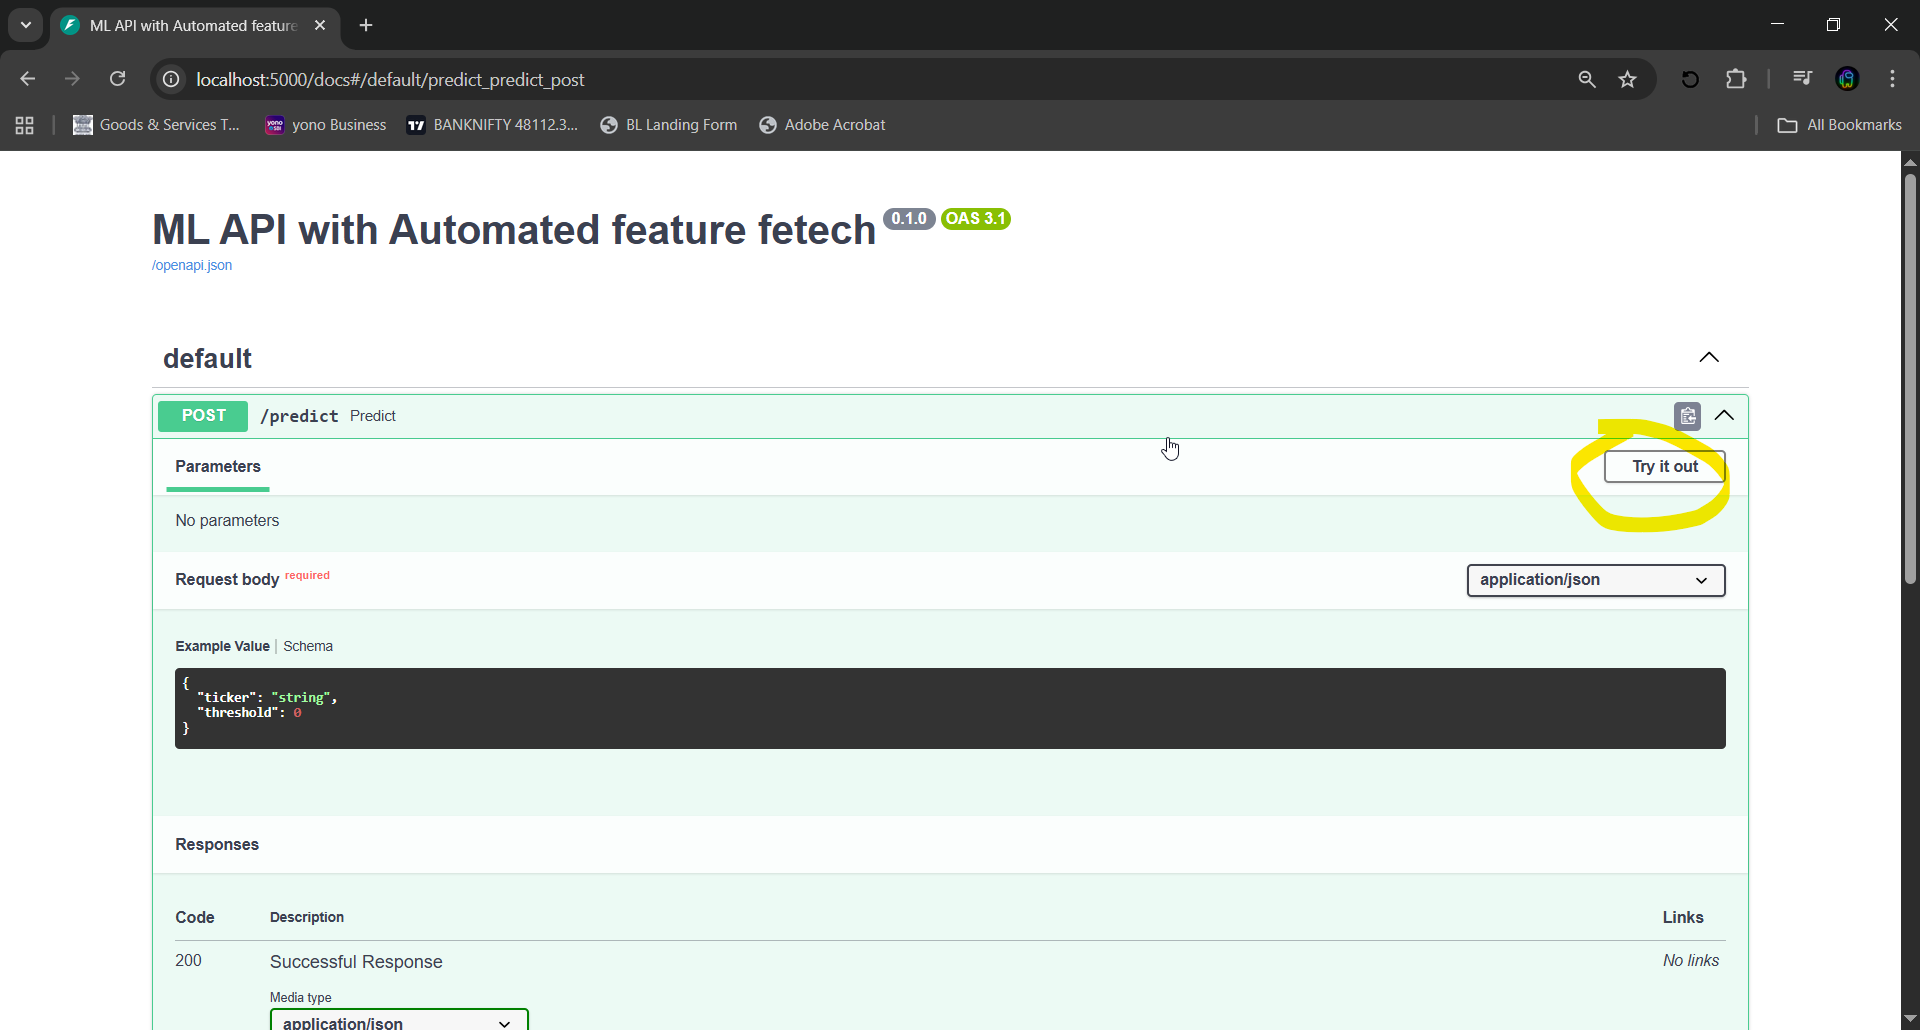 ML API with Automated feature
localhost:5000/docs#/default/predict_predict_post
Goods & Services T... yono Business BANKNIFTY 48112.3... BL Landing Form Adobe Acrobat All Bookmarks
ML API with Automated feature fetech 0.1.0 OAS 3.1
/openapi.json
default
POST /predict Predict
Parameters Try it out
No parameters
Request body required application/json
Example Value | Schema
{
"ticker": "string",
"threshold": 0
}
Responses
Code Description Links
200 Successful Response No links
Media type
application/json